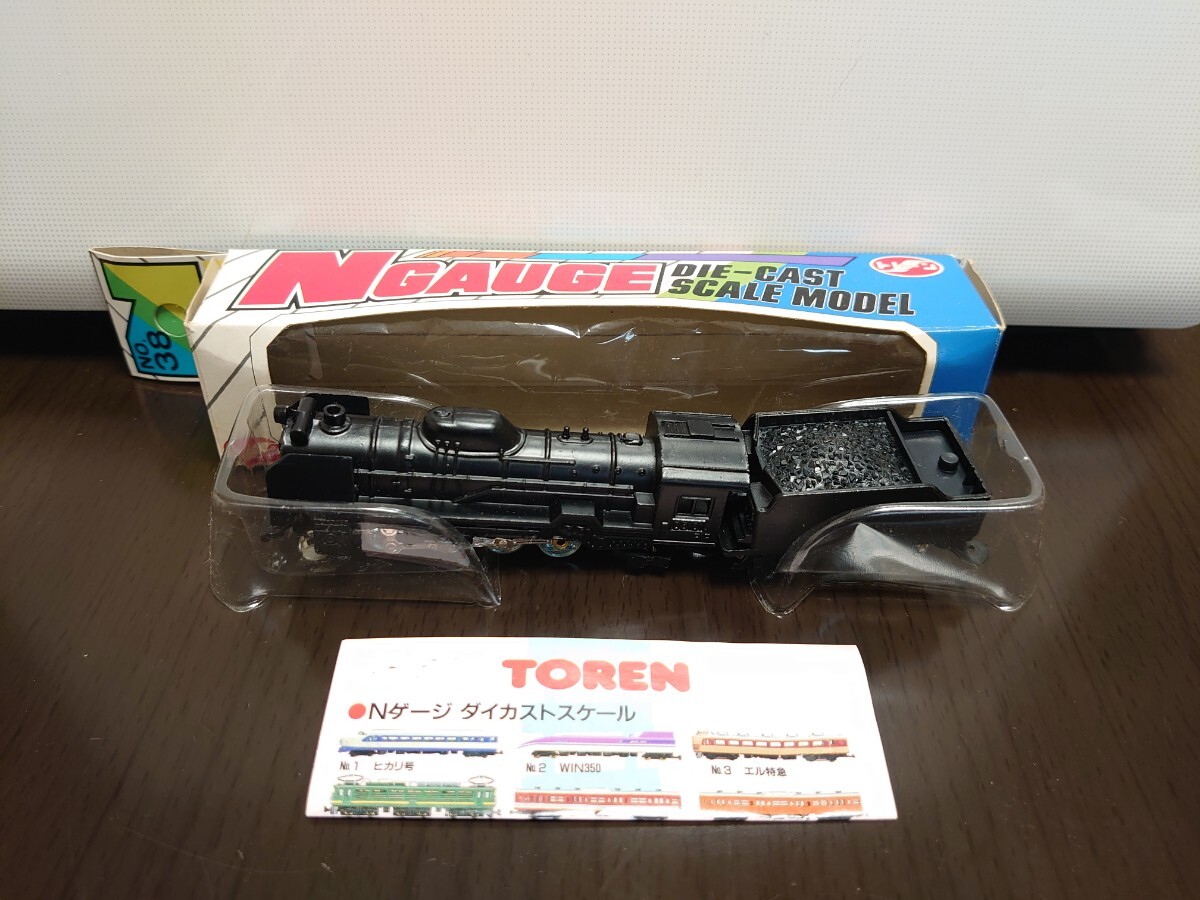 NGAUGE DIE-CAST
SCALE MODEL
NO.
38
TOREN
●Nゲージ ダイカストスケール
№1 ヒカリ号
№2 WIN350
№3 エル特急